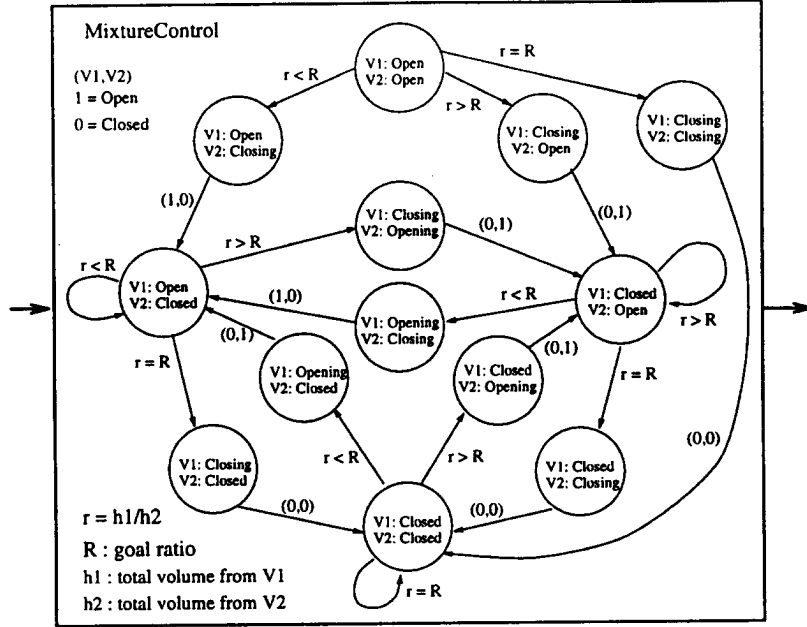 MixtureControl
(V1,V2)
1 = Open
0 = Closed
V1: Open
V2: Open
r < R
r > R
r = R
V1: Open
V2: Closing
V1: Closing
V2: Open
V1: Closing
V2: Closing
(1,0)
(0,1)
V1: Closing
V2: Opening
r > R
(0,1)
r < R
V1: Open
V2: Closed
V1: Closed
V2: Open
r > R
(1,0)
r < R
V1: Opening
V2: Closing
(0,1)
(0,1)
r = R
r = R
V1: Opening
V2: Closed
V1: Closed
V2: Opening
(0,0)
r < R
r > R
V1: Closing
V2: Closed
V1: Closed
V2: Closing
(0,0)
(0,0)
V1: Closed
V2: Closed
r = R
r = h1/h2
R : goal ratio
h1 : total volume from V1
h2 : total volume from V2